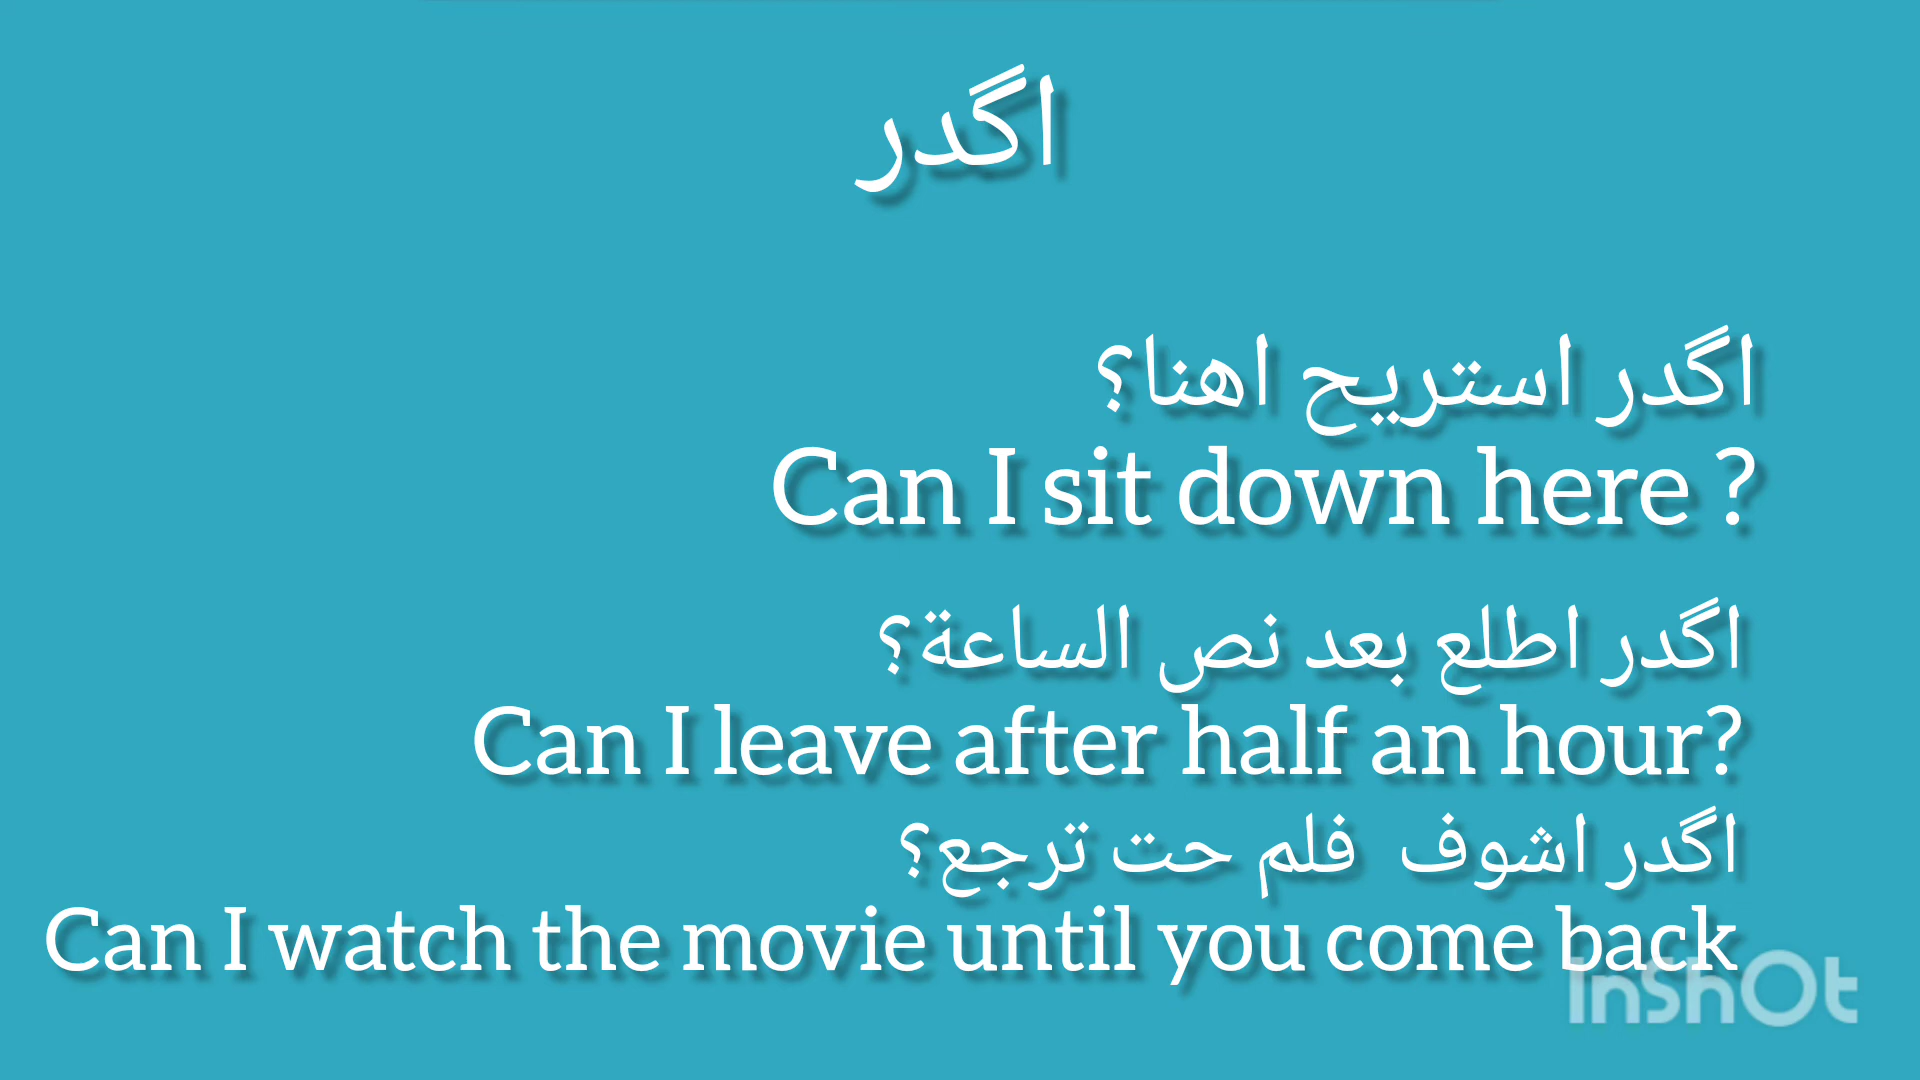 اگدر
اگدر استريح اهنا؟
Can I sit down here ?
اگدر اطلع بعد نص الساعة؟
Can I leave after half an hour?
اگدر اشوف فلم حت ترجع؟
Can I watch the movie until you come back
InShOt